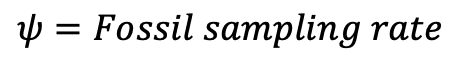 ψ = Fossil sampling rate